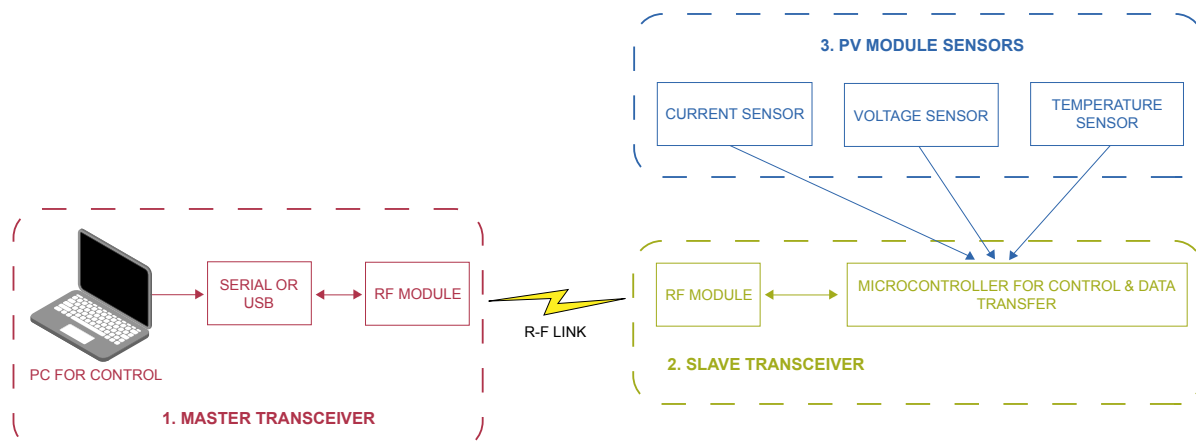 3. PV MODULE SENSORS
CURRENT SENSOR
VOLTAGE SENSOR
TEMPERATURE
SENSOR
SERIAL OR
USB
RF MODULE
PC FOR CONTROL
1. MASTER TRANSCEIVER
R-F LINK
RF MODULE
MICROCONTROLLER FOR CONTROL & DATA
TRANSFER
2. SLAVE TRANSCEIVER